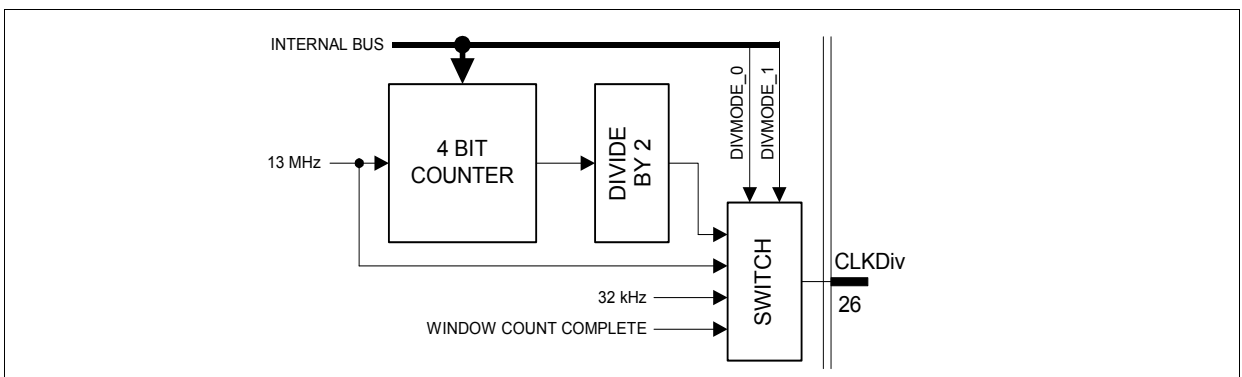 INTERNAL BUS
DIVMODE_0
DIVMODE_1
13 MHz
4 BIT
COUNTER
DIVIDE
BY 2
SWITCH
CLKDiv
26
32 kHz
WINDOW COUNT COMPLETE